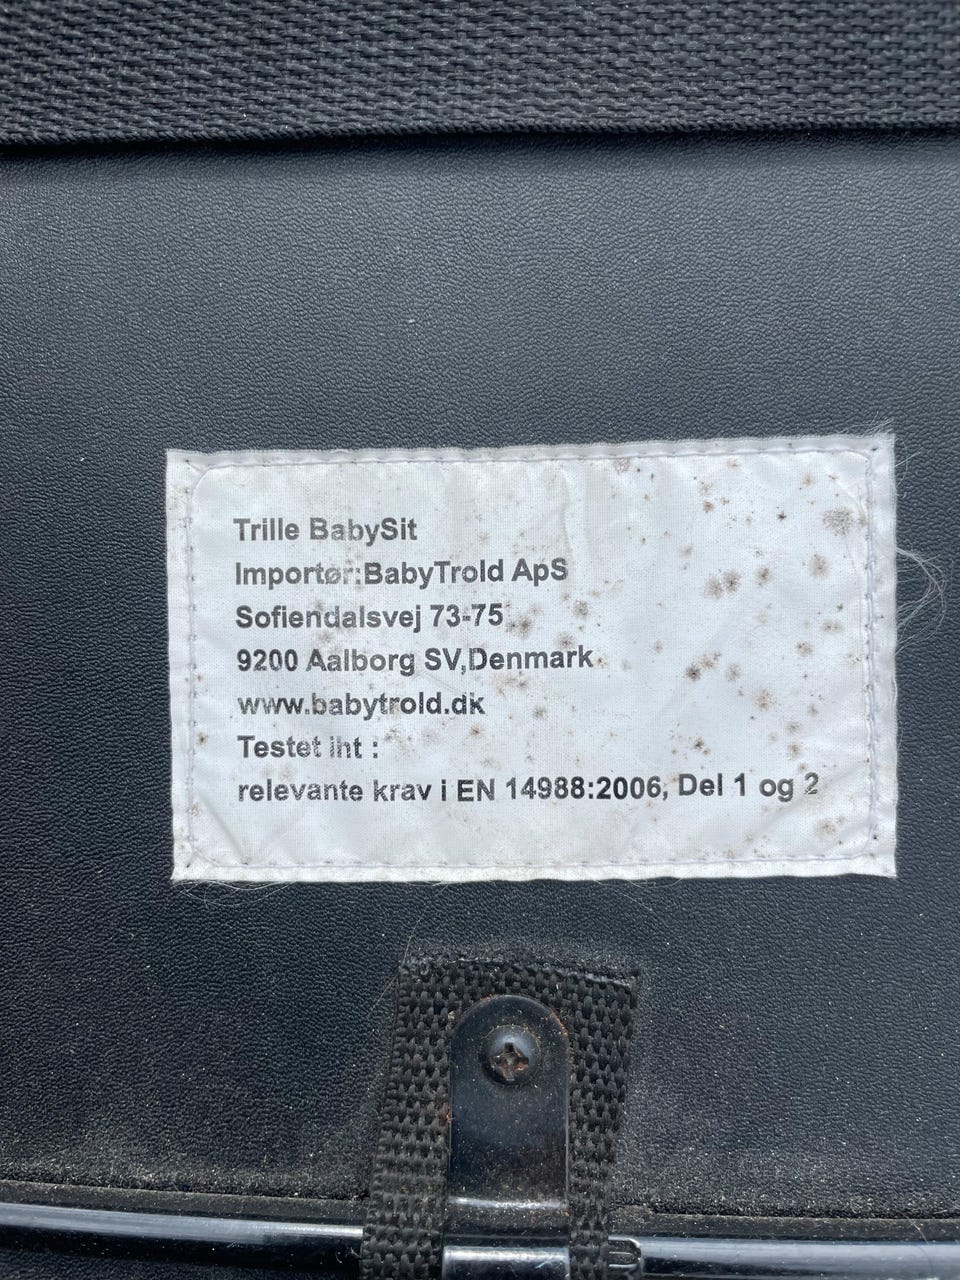 Trille BabySit
Importør:BabyTrold ApS
Sofiendalsvej 73-75
9200 Aalborg SV,Denmark
www.babytrold.dk
Testet iht :
relevante krav i EN 14988:2006, Del 1 og 2